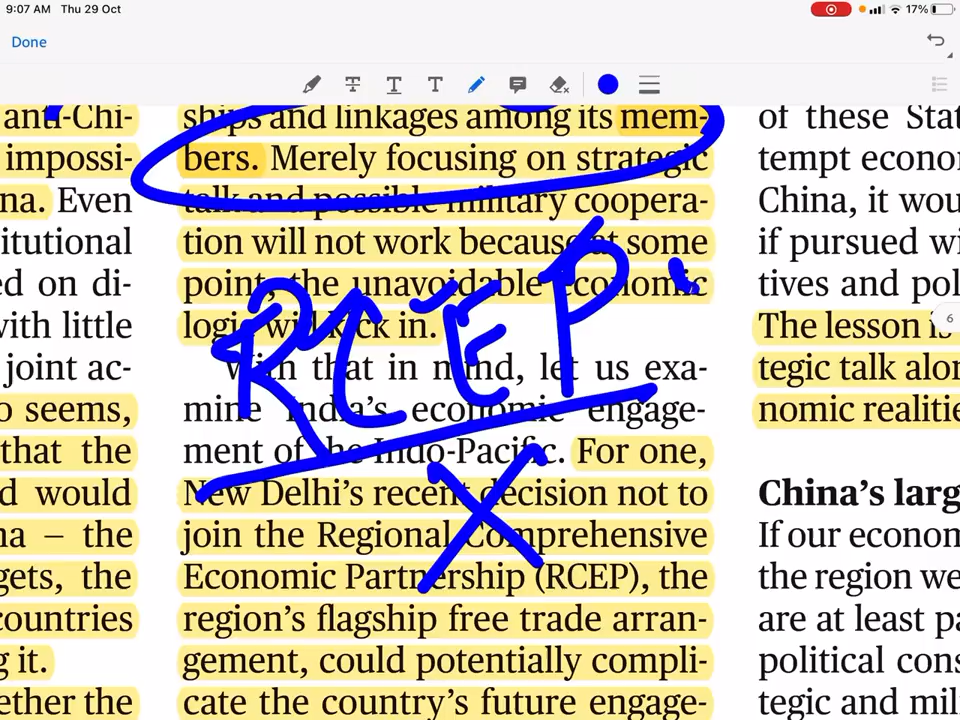 9:07 AM Thu 29 Oct
17%
Done
anti-Chi-
impossi-
na. Even
itutional
ed on di-
with little
joint ac-
o seems,
that the
d would
na – the
gets, the
countries
g it.
ether the
ships and linkages among its mem-
bers. Merely focusing on strategic
talk and possible military coopera-
tion will not work because at some
point, the unavoidable economic
logic will kick in.
With that in mind, let us exa-
mine India's economic engage-
ment of the Indo-Pacific. For one,
New Delhi's recent decision not to
join the Regional Comprehensive
Economic Partnership (RCEP), the
region's flagship free trade arran-
gement, could potentially compli-
cate the country's future engage-
RCEP
X
of these Stat
tempt econo
China, it wou
if pursued wi
tives and pol
The lesson is
tegic talk alon
nomic realitie
China's larg
If our econom
the region we
are at least pa
political cons
tegic and mil
6